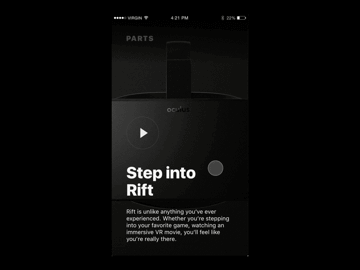 VIRGIN 4:21 PM 22%
PARTS
oculus
Step into
Rift
Rift is unlike anything you've ever
experienced. Whether you're stepping
into your favorite game, watching an
immersive VR movie, you'll feel like
you're really there.